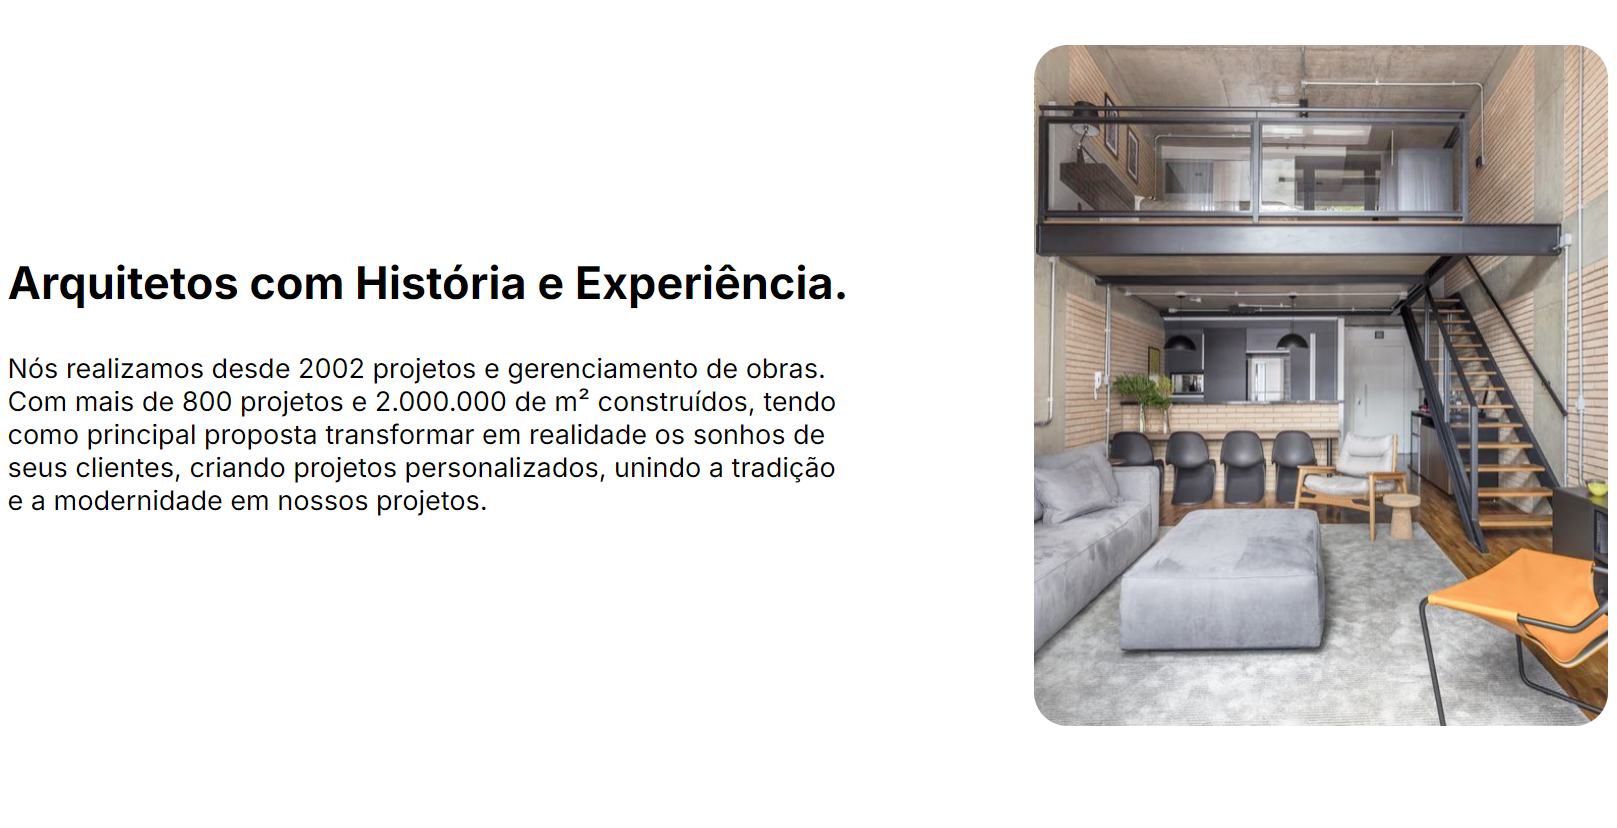 Arquitetos com História e Experiência.
Nós realizamos desde 2002 projetos e gerenciamento de obras.
Com mais de 800 projetos e 2.000.000 de m² construídos, tendo
como principal proposta transformar em realidade os sonhos de
seus clientes, criando projetos personalizados, unindo a tradição
e a modernidade em nossos projetos.